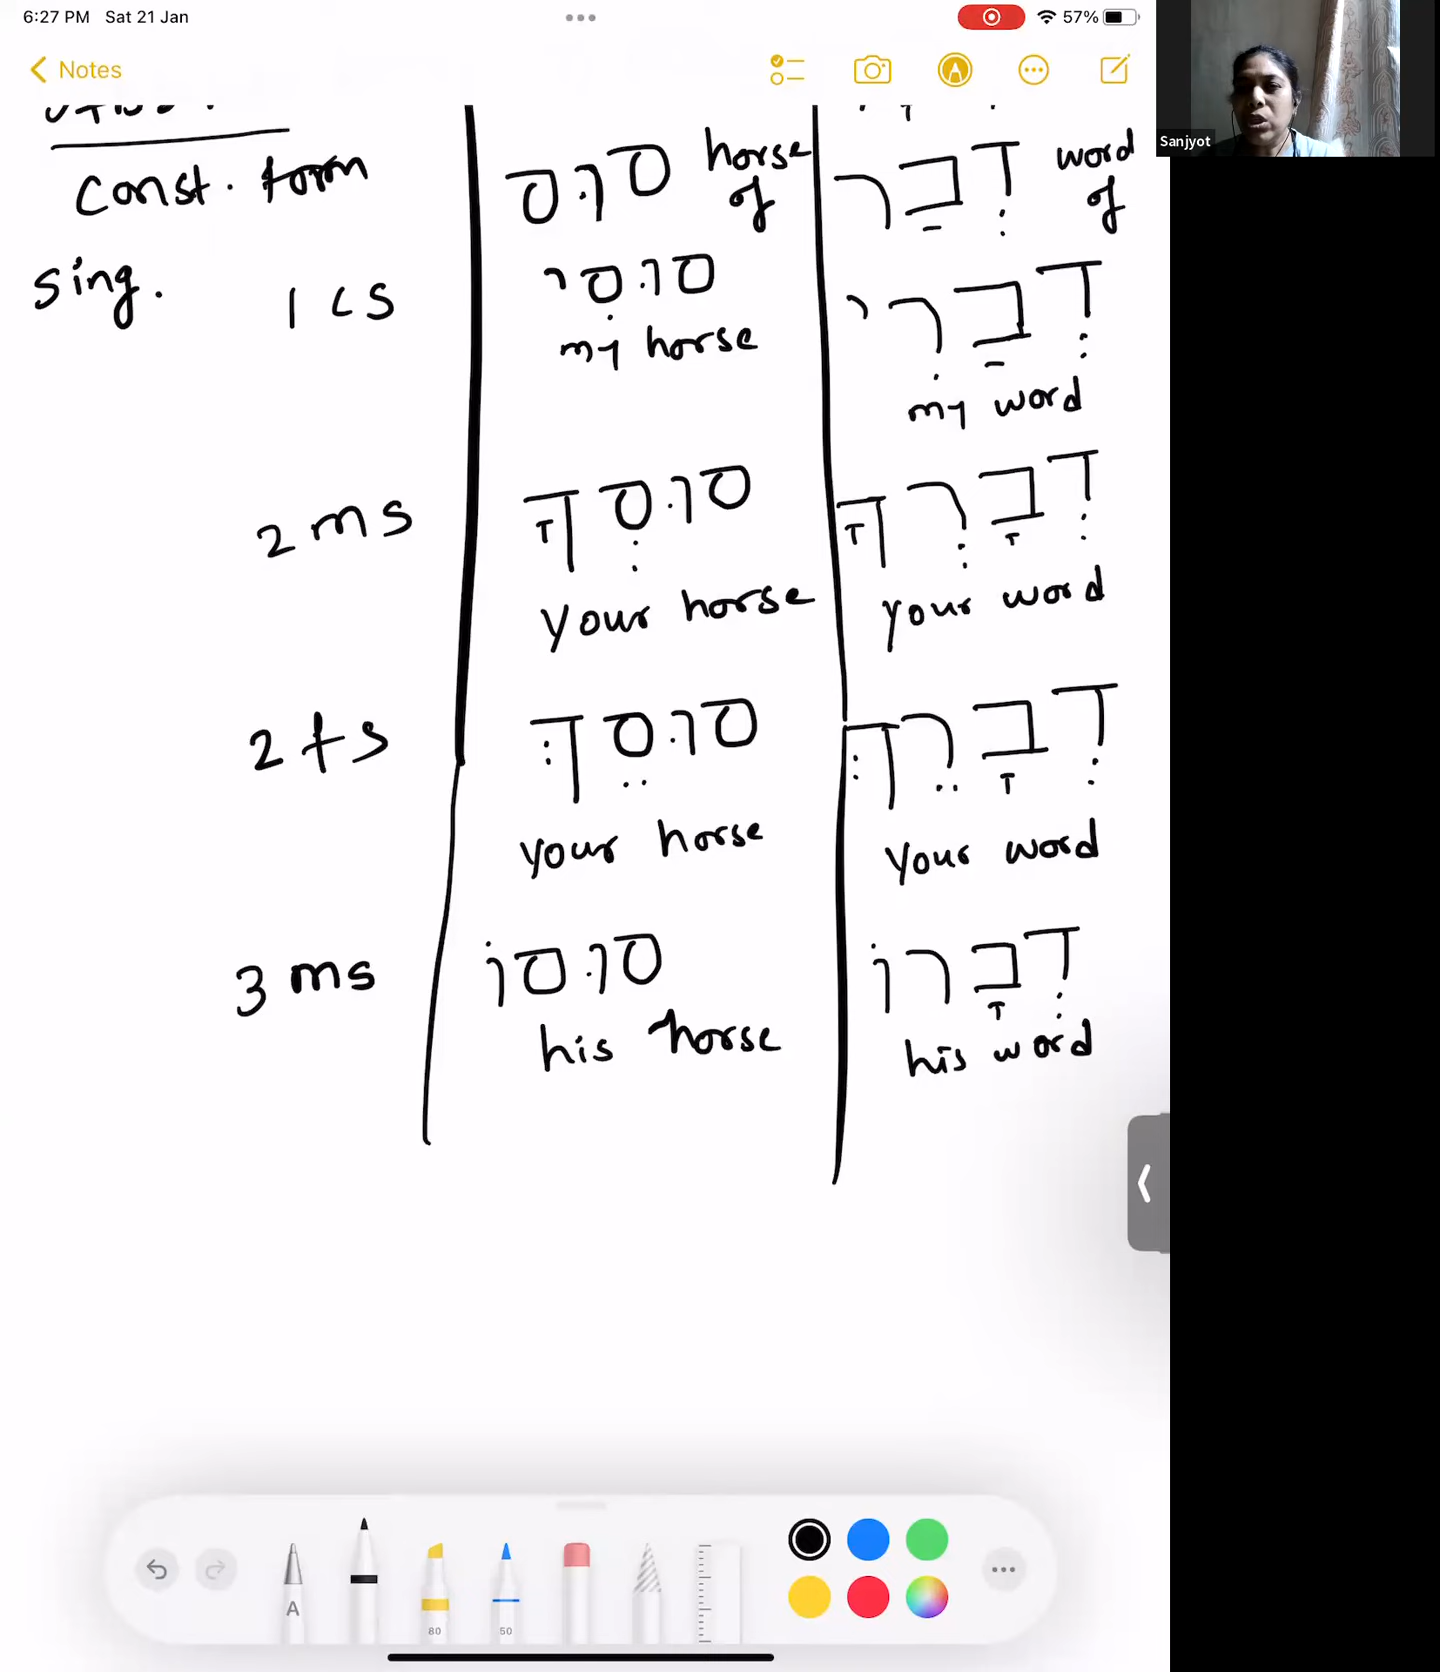 6:27 PM Sat 21 Jan
57%
Notes
Sanjyot
Const. form סוּס horse of דְבַר word of
sing. 1 CS סוּסִי דְבַרִי
my horse my word
2 ms סוּסְךָ דְבָרְךָ
your horse your word
2 fs סוּסֵךְ דְבָרֵךְ
your horse your word
3 ms סוּסוֹ דְבָרוֹ
his horse his word
A
80
50